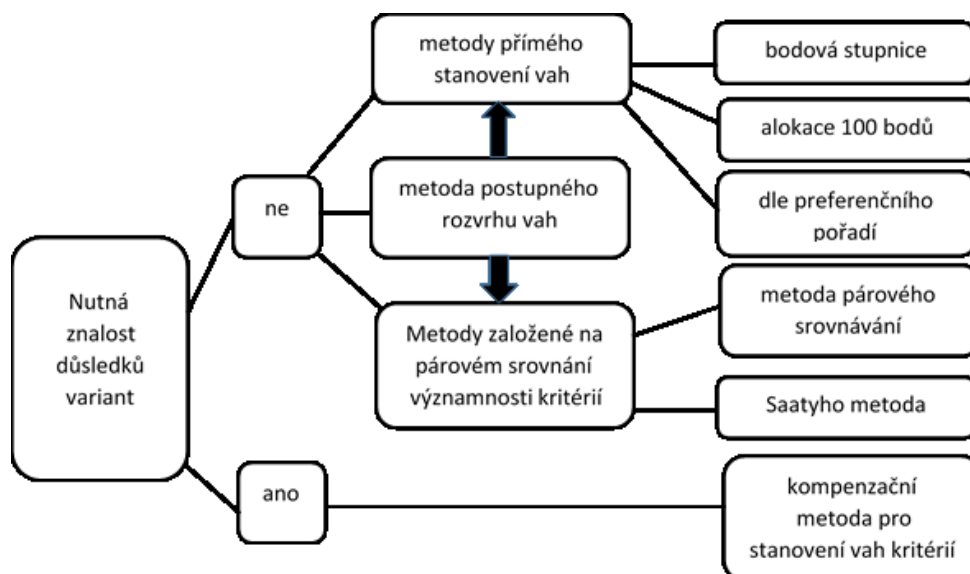 Nutná
znalost
důsledků
variant
ne
ano
metody přímého
stanovení vah
metoda postupného
rozvrhu vah
Metody založené na
párovém srovnání
významnosti kritérií
bodová stupnice
alokace 100 bodů
dle preferenčního
pořadí
metoda párového
srovnávání
Saatyho metoda
kompenzační
metoda pro
stanovení vah kritérií